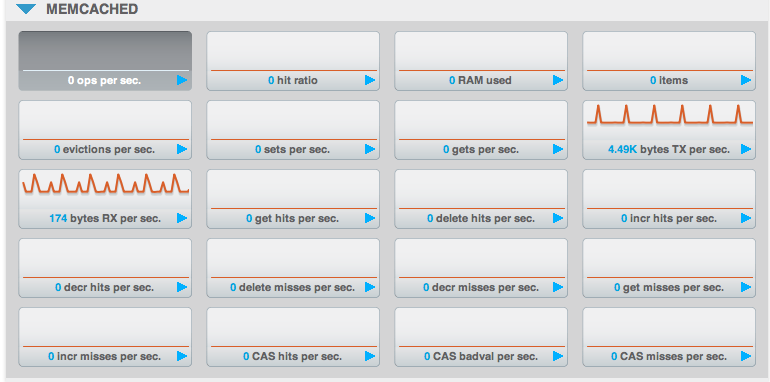 MEMCACHED
0 ops per sec.
0 hit ratio
0 RAM used
0 items
0 evictions per sec.
0 sets per sec.
0 gets per sec.
4.49K bytes TX per sec.
174 bytes RX per sec.
0 get hits per sec.
0 delete hits per sec.
0 incr hits per sec.
0 decr hits per sec.
0 delete misses per sec.
0 decr misses per sec.
0 get misses per sec.
0 incr misses per sec.
0 CAS hits per sec.
0 CAS badval per sec.
0 CAS misses per sec.